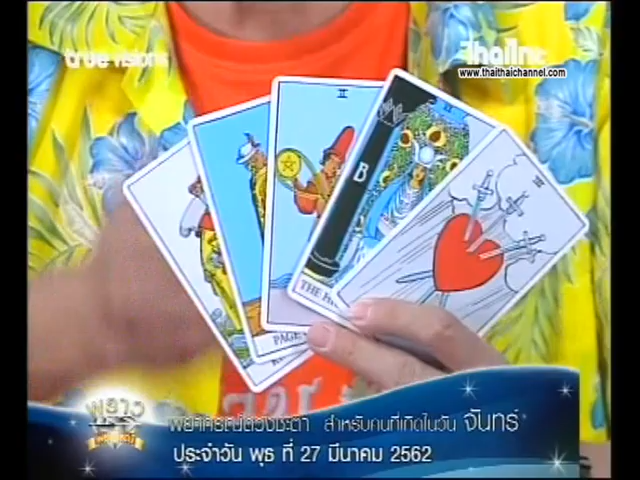 true visions
ไทยไทย
www.thaithaichannel.com
II
III
B
THE H
PAGE
พยากรณ์ดวงชะตา สำหรับคนที่เกิดในวัน จันทร์
ประจำวัน พุธ ที่ 27 มีนาคม 2562